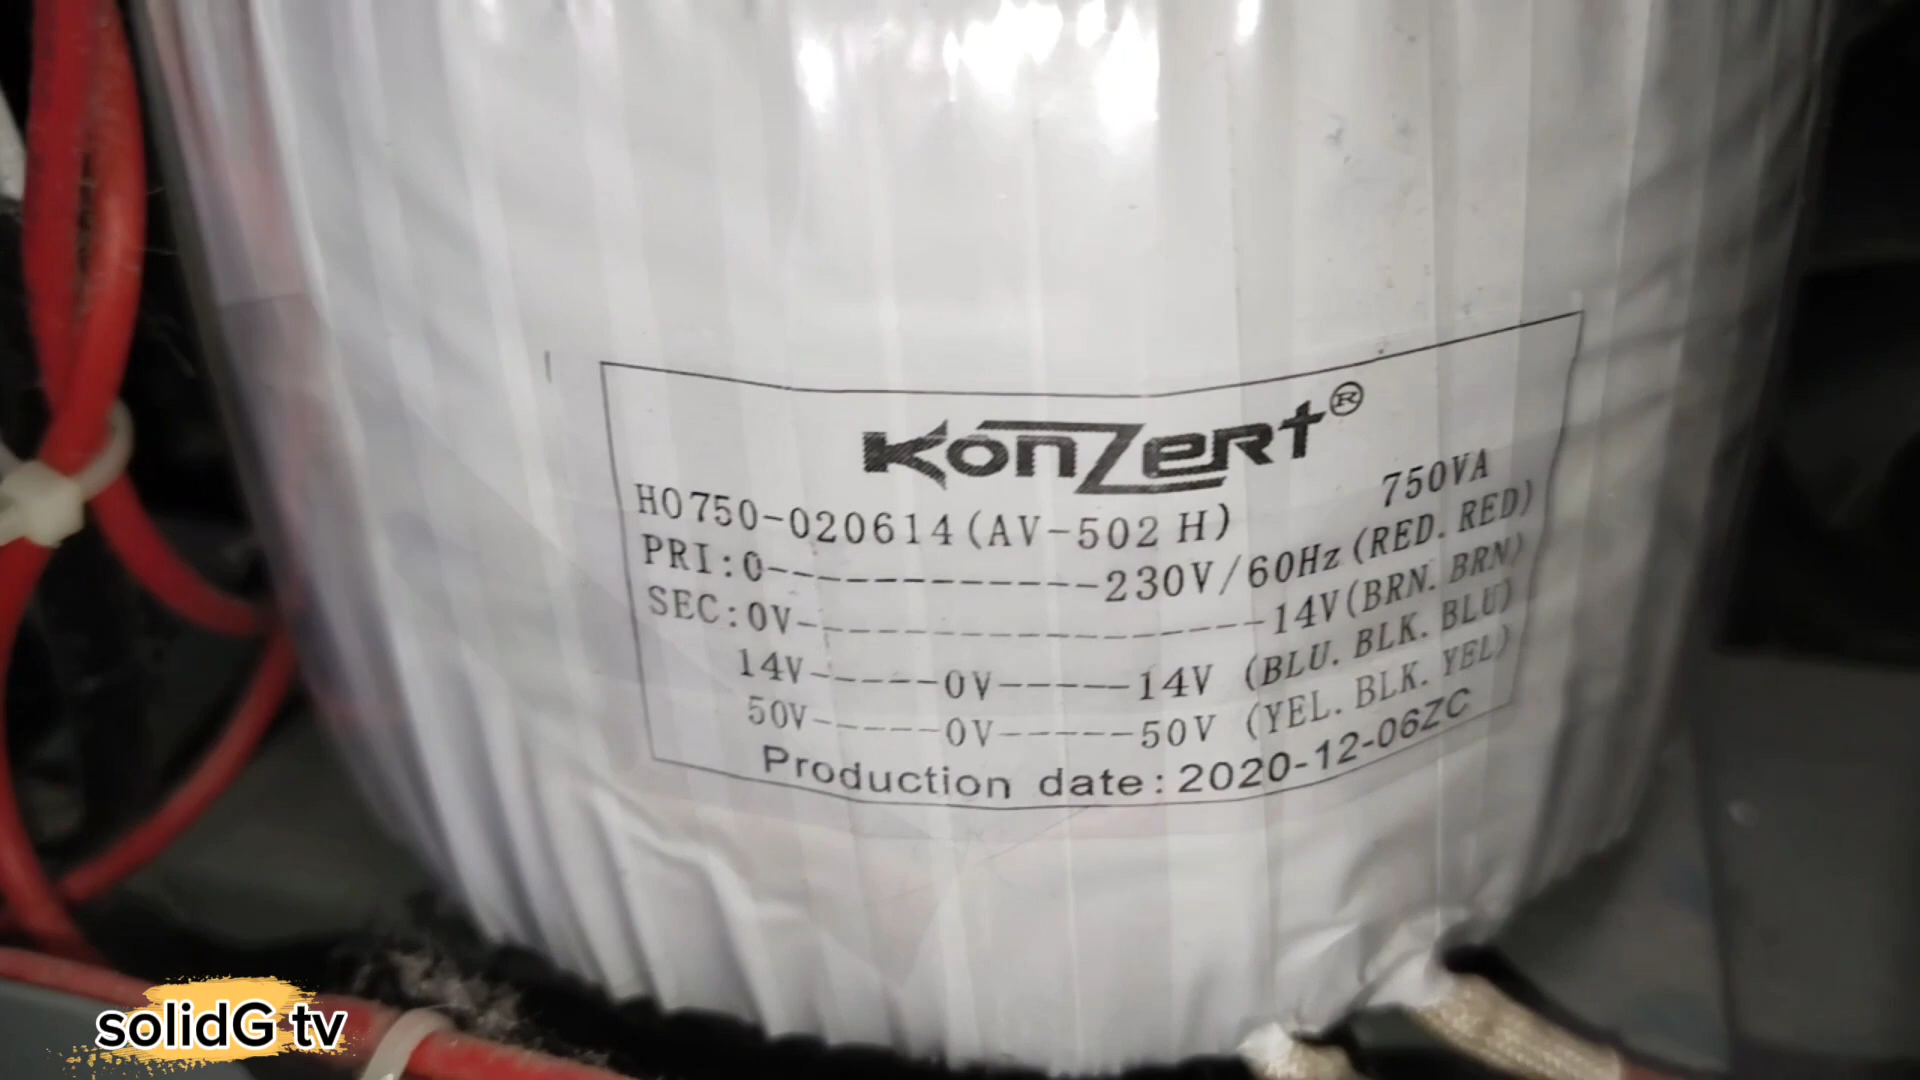 KonZert®
HO750-020614(AV-502 H) 750VA
PRI:0------------230V/60Hz(RED. RED)
SEC:0V-----------------14V(BRN. BRN)
14V-----0V-----14V (BLU. BLK. BLU)
50V-----0V-----50V (YEL. BLK. YEL)
Production date:2020-12-06ZC
solidG tv